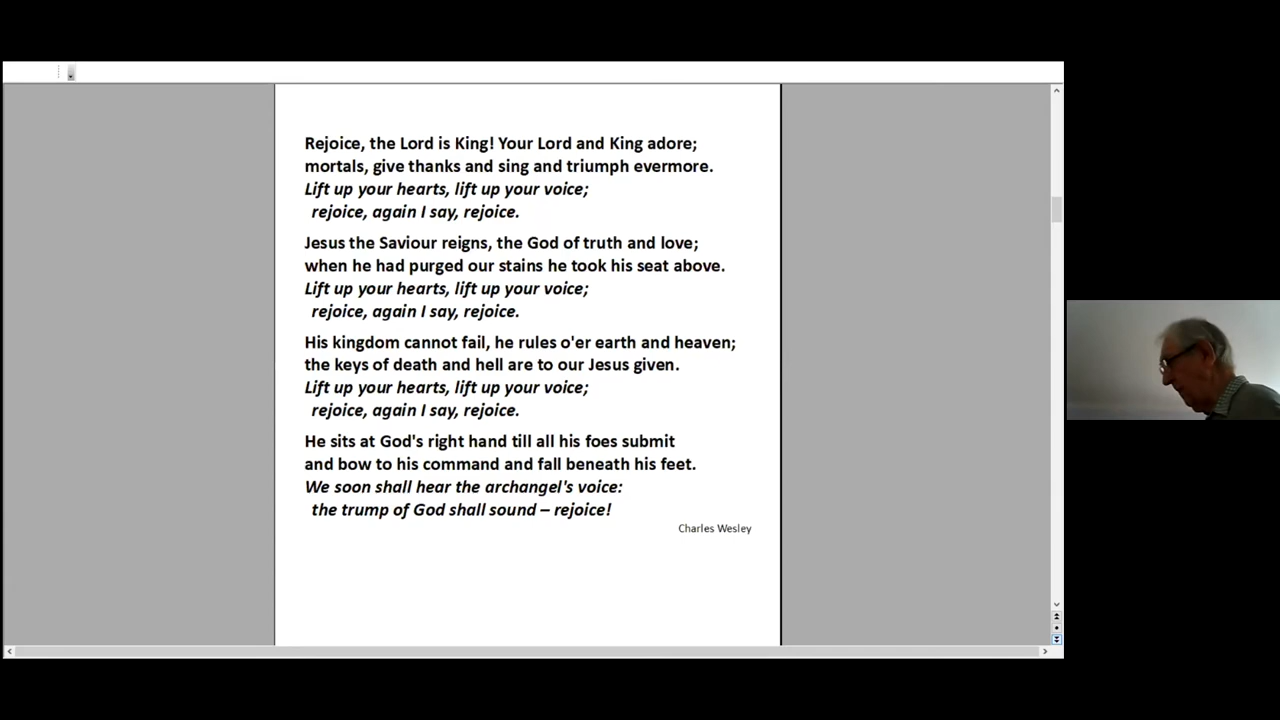 Rejoice, the Lord is King! Your Lord and King adore;
mortals, give thanks and sing and triumph evermore.
Lift up your hearts, lift up your voice;
rejoice, again I say, rejoice.
Jesus the Saviour reigns, the God of truth and love;
when he had purged our stains he took his seat above.
Lift up your hearts, lift up your voice;
rejoice, again I say, rejoice.
His kingdom cannot fail, he rules o'er earth and heaven;
the keys of death and hell are to our Jesus given.
Lift up your hearts, lift up your voice;
rejoice, again I say, rejoice.
He sits at God's right hand till all his foes submit
and bow to his command and fall beneath his feet.
We soon shall hear the archangel's voice:
the trump of God shall sound – rejoice!
Charles Wesley